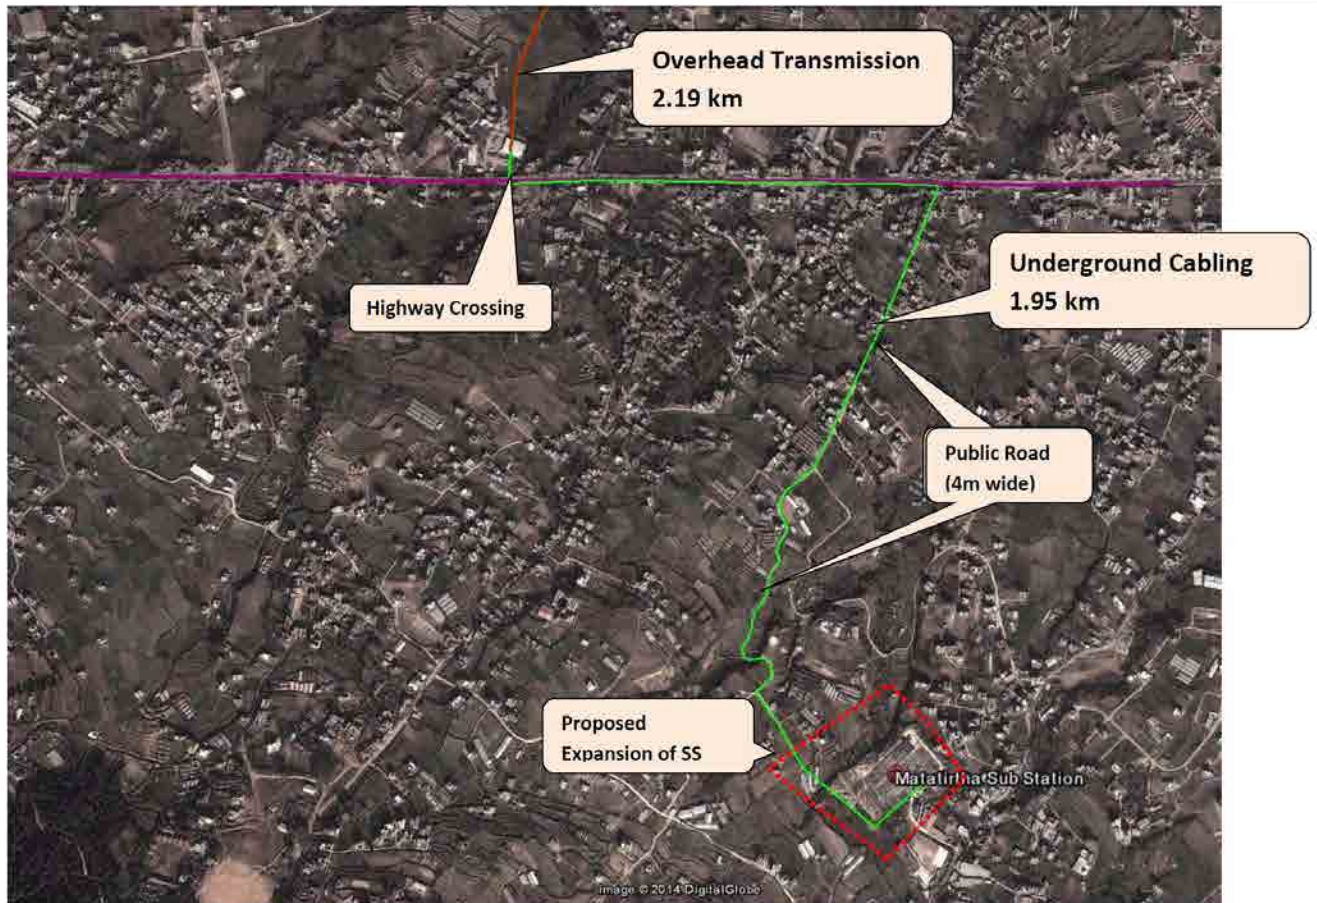 Overhead Transmission
2.19 km
Highway Crossing
Underground Cabling
1.95 km
Public Road
(4m wide)
Proposed
Expansion of SS
Matatirtha Sub Station
image © 2014 DigitalGlobe